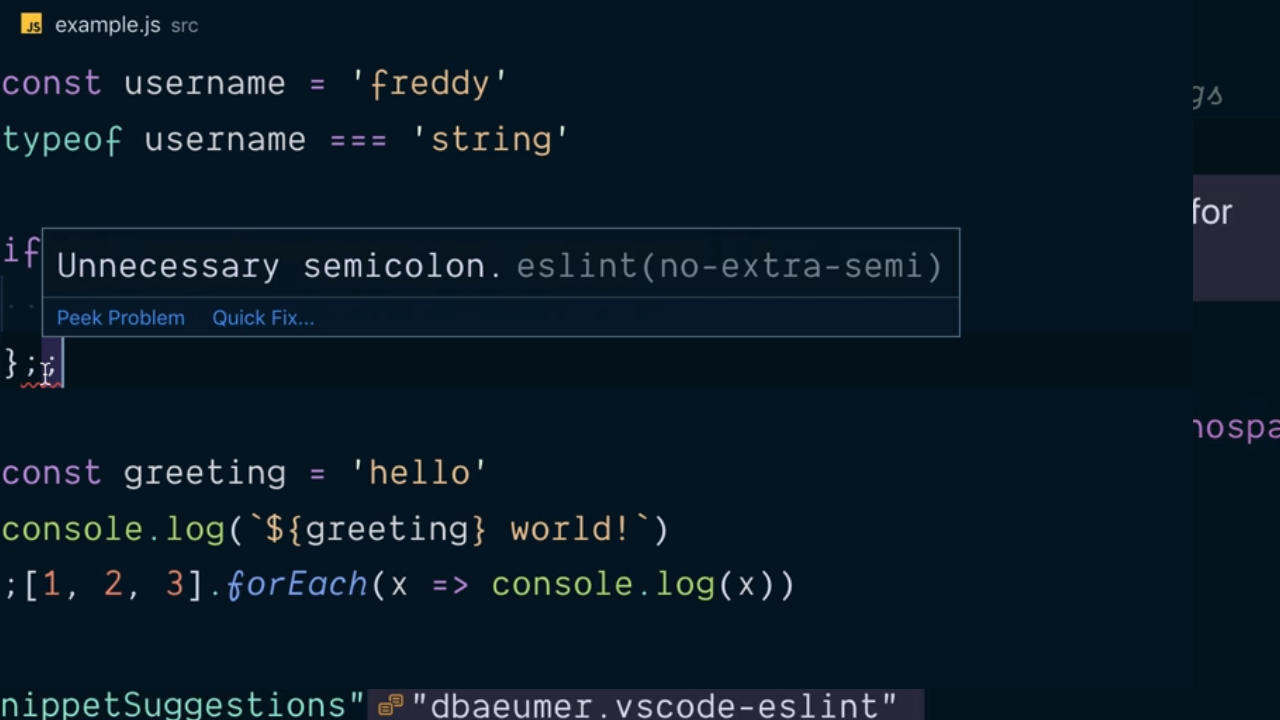 JS example.js src
const username = 'freddy'
gs
typeof username === 'string'
for
if
Unnecessary semicolon. eslint(no-extra-semi)
Peek Problem Quick Fix...
};;
nospa
const greeting = 'hello'
console.log(`${greeting} world!`)
;[1, 2, 3].forEach(x => console.log(x))
nippetSuggestions" "dbaeumer.vscode-eslint"